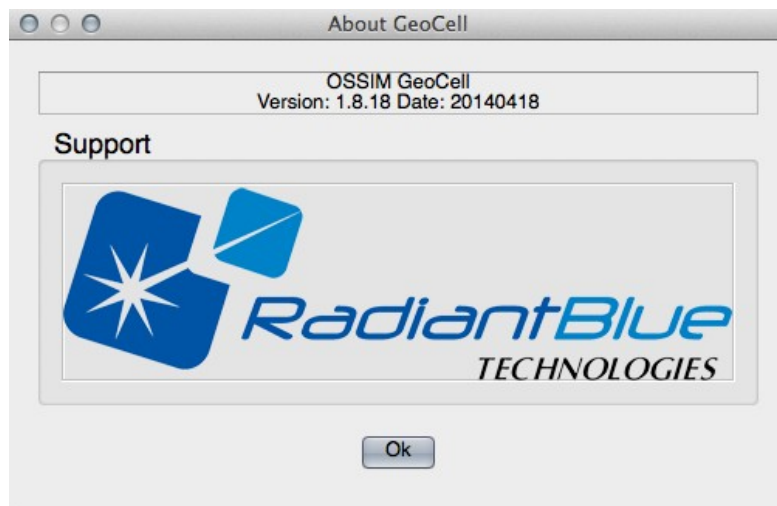 About GeoCell
OSSIM GeoCell
Version: 1.8.18 Date: 20140418
Support
RadiantBlue
TECHNOLOGIES
Ok